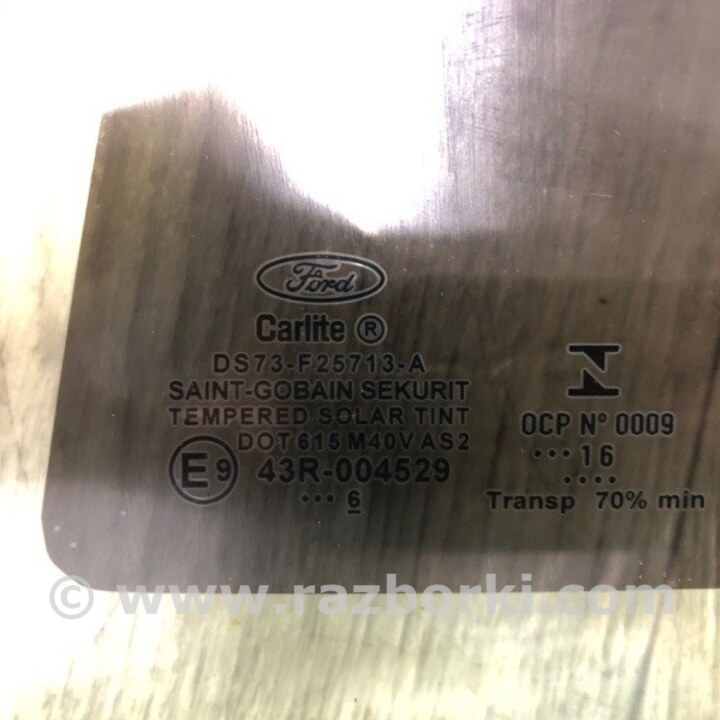 Ford
Carlite ®
DS73-F25713-A
SAINT-GOBAIN SEKURIT
TEMPERED SOLAR TINT
DOT 615 M40V AS2
E9 43R-004529
··· 6
OCP Nº 0009
···16
····
Transp 70% min
© www.razborki.com